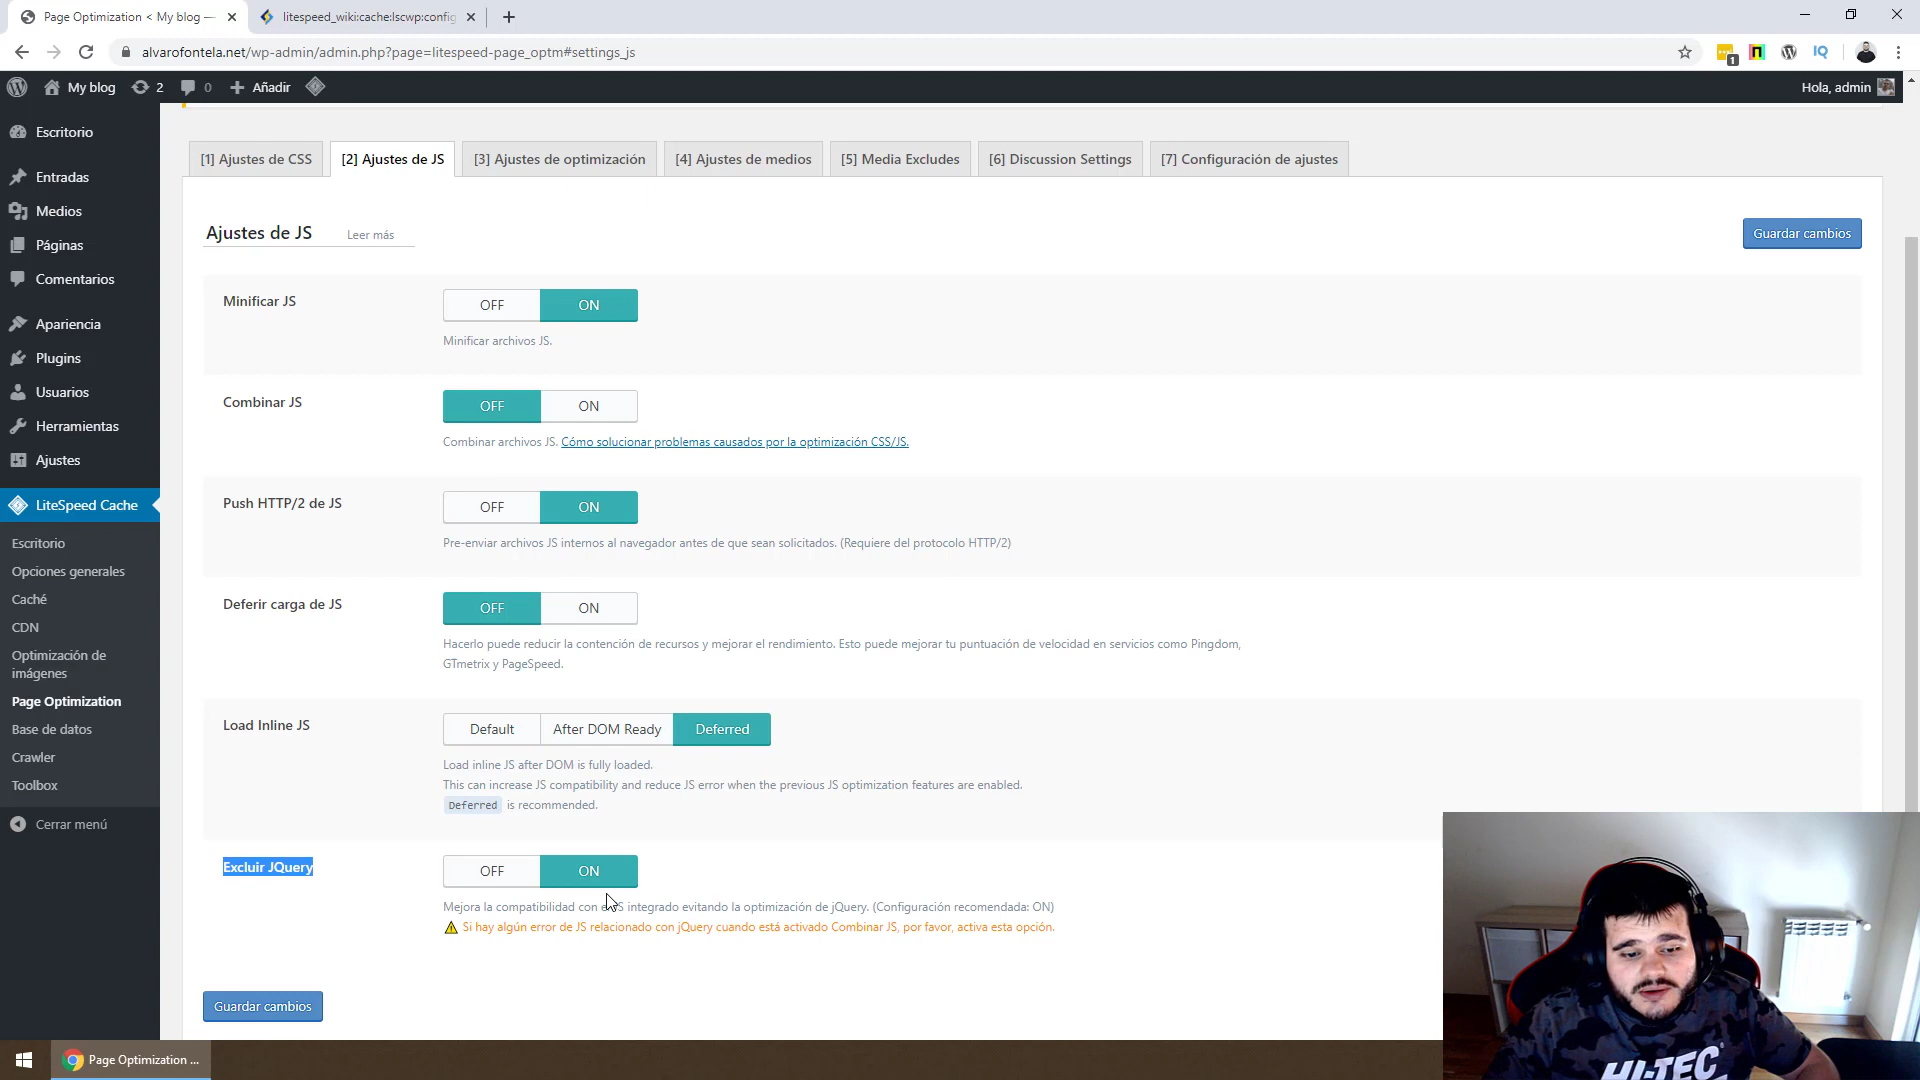 Page Optimization < My blog —
litespeed_wiki:cache:lscwp:config
alvarofontela.net/wp-admin/admin.php?page=litespeed-page_optm#settings_js
1
IQ
My blog
2
0
Añadir
Hola, admin
Escritorio
Entradas
Medios
Páginas
Comentarios
Apariencia
Plugins
Usuarios
Herramientas
Ajustes
LiteSpeed Cache
Escritorio
Opciones generales
Caché
CDN
Optimización de
imágenes
Page Optimization
Base de datos
Crawler
Toolbox
Cerrar menú
[1] Ajustes de CSS
[2] Ajustes de JS
[3] Ajustes de optimización
[4] Ajustes de medios
[5] Media Excludes
[6] Discussion Settings
[7] Configuración de ajustes
Ajustes de JS
Leer más
Guardar cambios
Minificar JS
OFF
ON
Minificar archivos JS.
Combinar JS
OFF
ON
Combinar archivos JS. Cómo solucionar problemas causados por la optimización CSS/JS.
Push HTTP/2 de JS
OFF
ON
Pre-enviar archivos JS internos al navegador antes de que sean solicitados. (Requiere del protocolo HTTP/2)
Deferir carga de JS
OFF
ON
Hacerlo puede reducir la contención de recursos y mejorar el rendimiento. Esto puede mejorar tu puntuación de velocidad en servicios como Pingdom,
GTmetrix y PageSpeed.
Load Inline JS
Default
After DOM Ready
Deferred
Load inline JS after DOM is fully loaded.
This can increase JS compatibility and reduce JS error when the previous JS optimization features are enabled.
Deferred is recommended.
Excluir JQuery
OFF
ON
Mejora la compatibilidad con el JS integrado evitando la optimización de jQuery. (Configuración recomendada: ON)
Si hay algún error de JS relacionado con jQuery cuando está activado Combinar JS, por favor, activa esta opción.
Guardar cambios
Page Optimization ...
HI-TEC